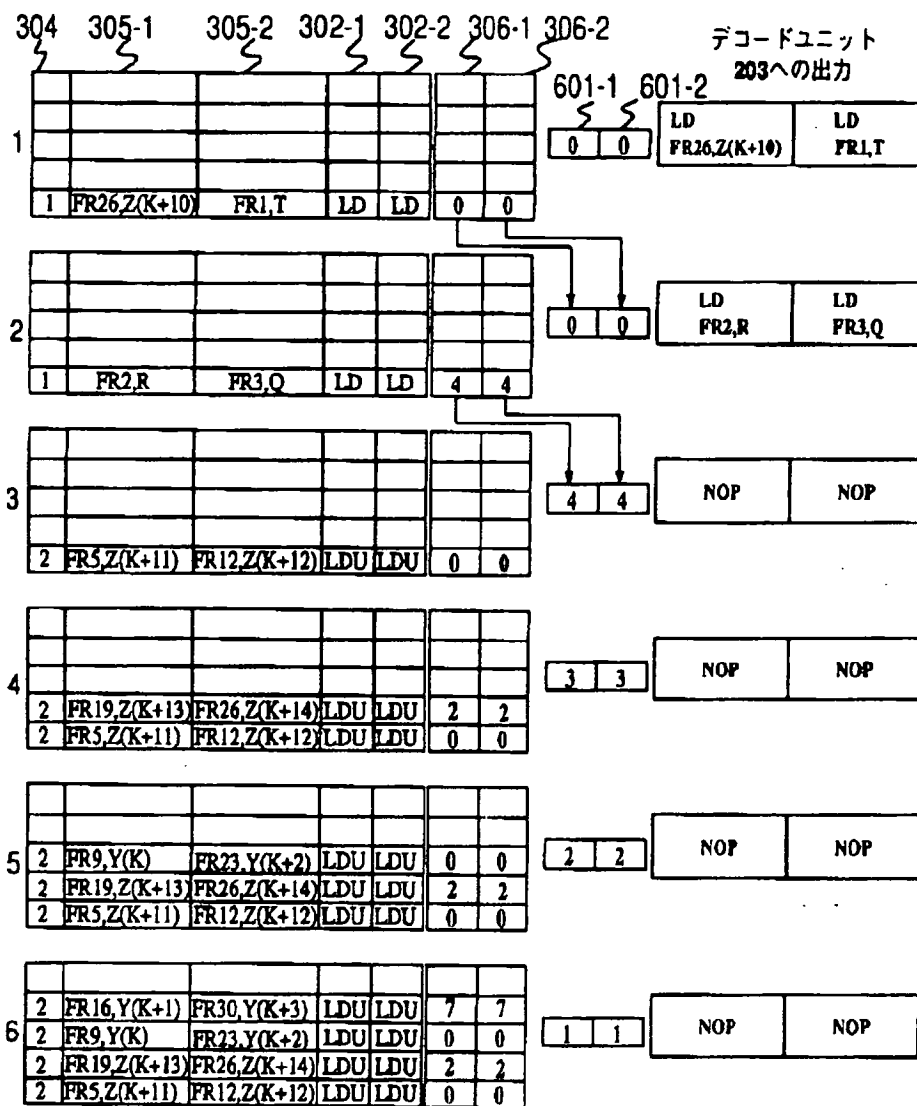 304 305-1 305-2 302-1 302-2 306-1 306-2
デコードユニット
203への出力
601-1 601-2
1
0 0
LD LD
FR26,Z(K+10) FR1,T
1 FR26,Z(K+10) FR1,T LD LD 0 0
2
0 0
LD LD
FR2,R FR3,Q
1 FR2,R FR3,Q LD LD 4 4
3
4 4
NOP NOP
2 FR5,Z(K+11) FR12,Z(K+12) LDU LDU 0 0
4
3 3
NOP NOP
2 FR19,Z(K+13) FR26,Z(K+14) LDU LDU 2 2
2 FR5,Z(K+11) FR12,Z(K+12) LDU LDU 0 0
5
2 2
NOP NOP
2 FR9,Y(K) FR23,Y(K+2) LDU LDU 0 0
2 FR19,Z(K+13) FR26,Z(K+14) LDU LDU 2 2
2 FR5,Z(K+11) FR12,Z(K+12) LDU LDU 0 0
6
2 FR16,Y(K+1) FR30,Y(K+3) LDU LDU 7 7
1 1
NOP NOP
2 FR9,Y(K) FR23,Y(K+2) LDU LDU 0 0
2 FR19,Z(K+13) FR26,Z(K+14) LDU LDU 2 2
2 FR5,Z(K+11) FR12,Z(K+12) LDU LDU 0 0